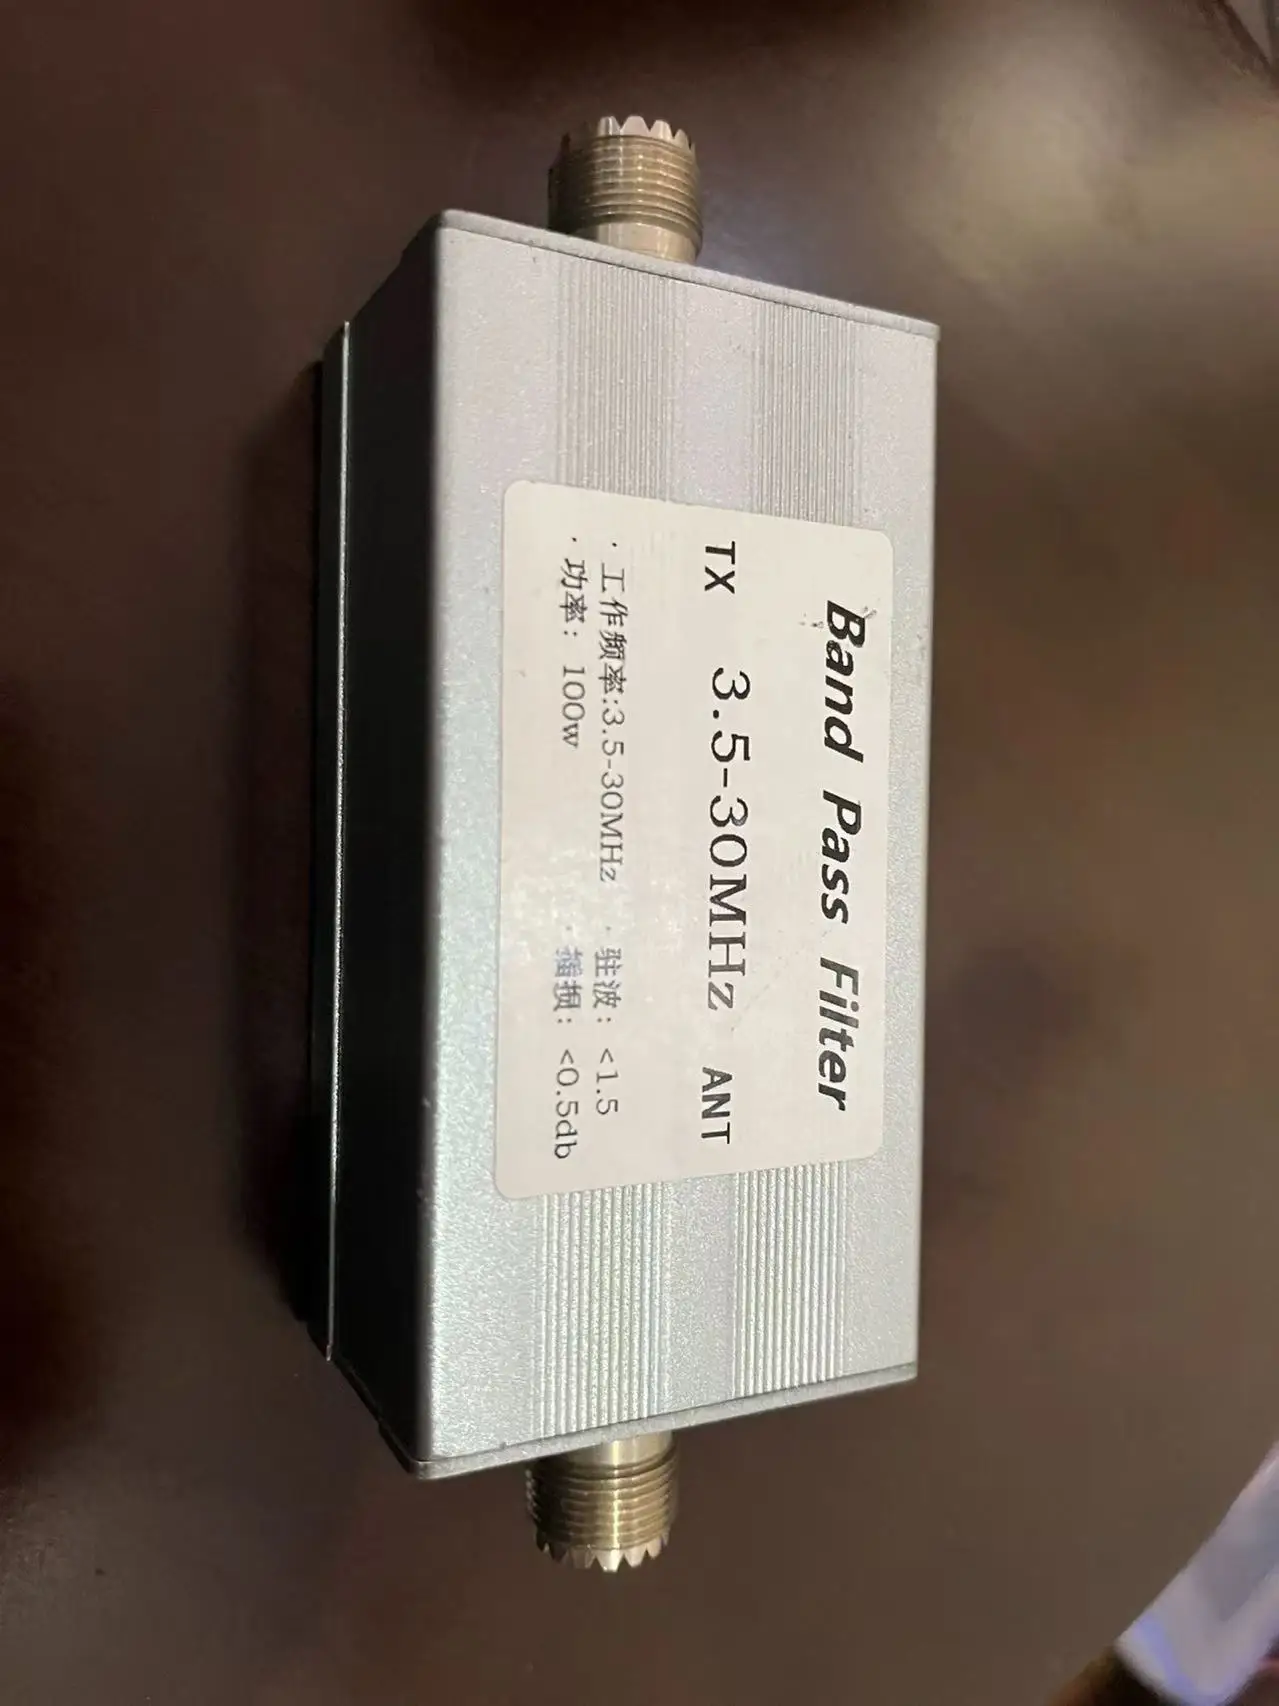 Band Pass Filter
TX 3.5-30MHz ANT
· 工作频率:3.5-30MHz · 驻波: <1.5
· 功率: 100w · 插损: <0.5db